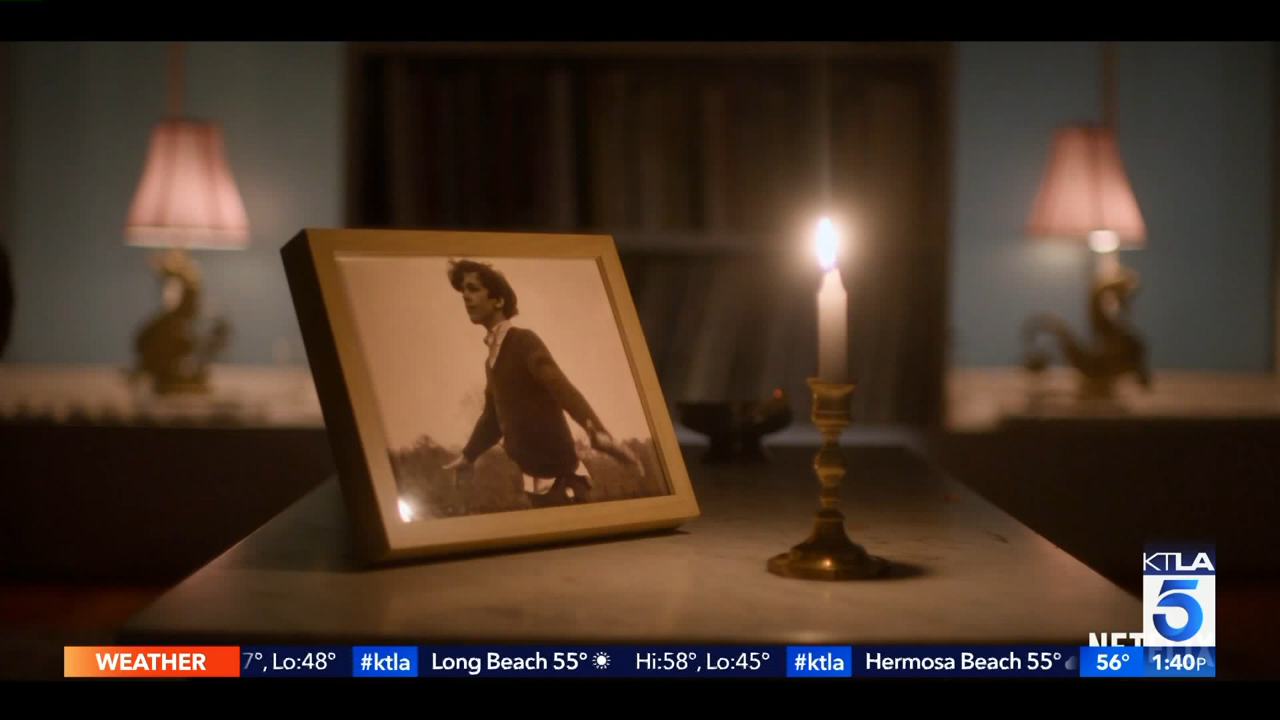 KTLA
5
NETFLIX
WEATHER 7°, Lo:48° #ktla Long Beach 55° Hi:58°, Lo:45° #ktla Hermosa Beach 55° 56° 1:40P